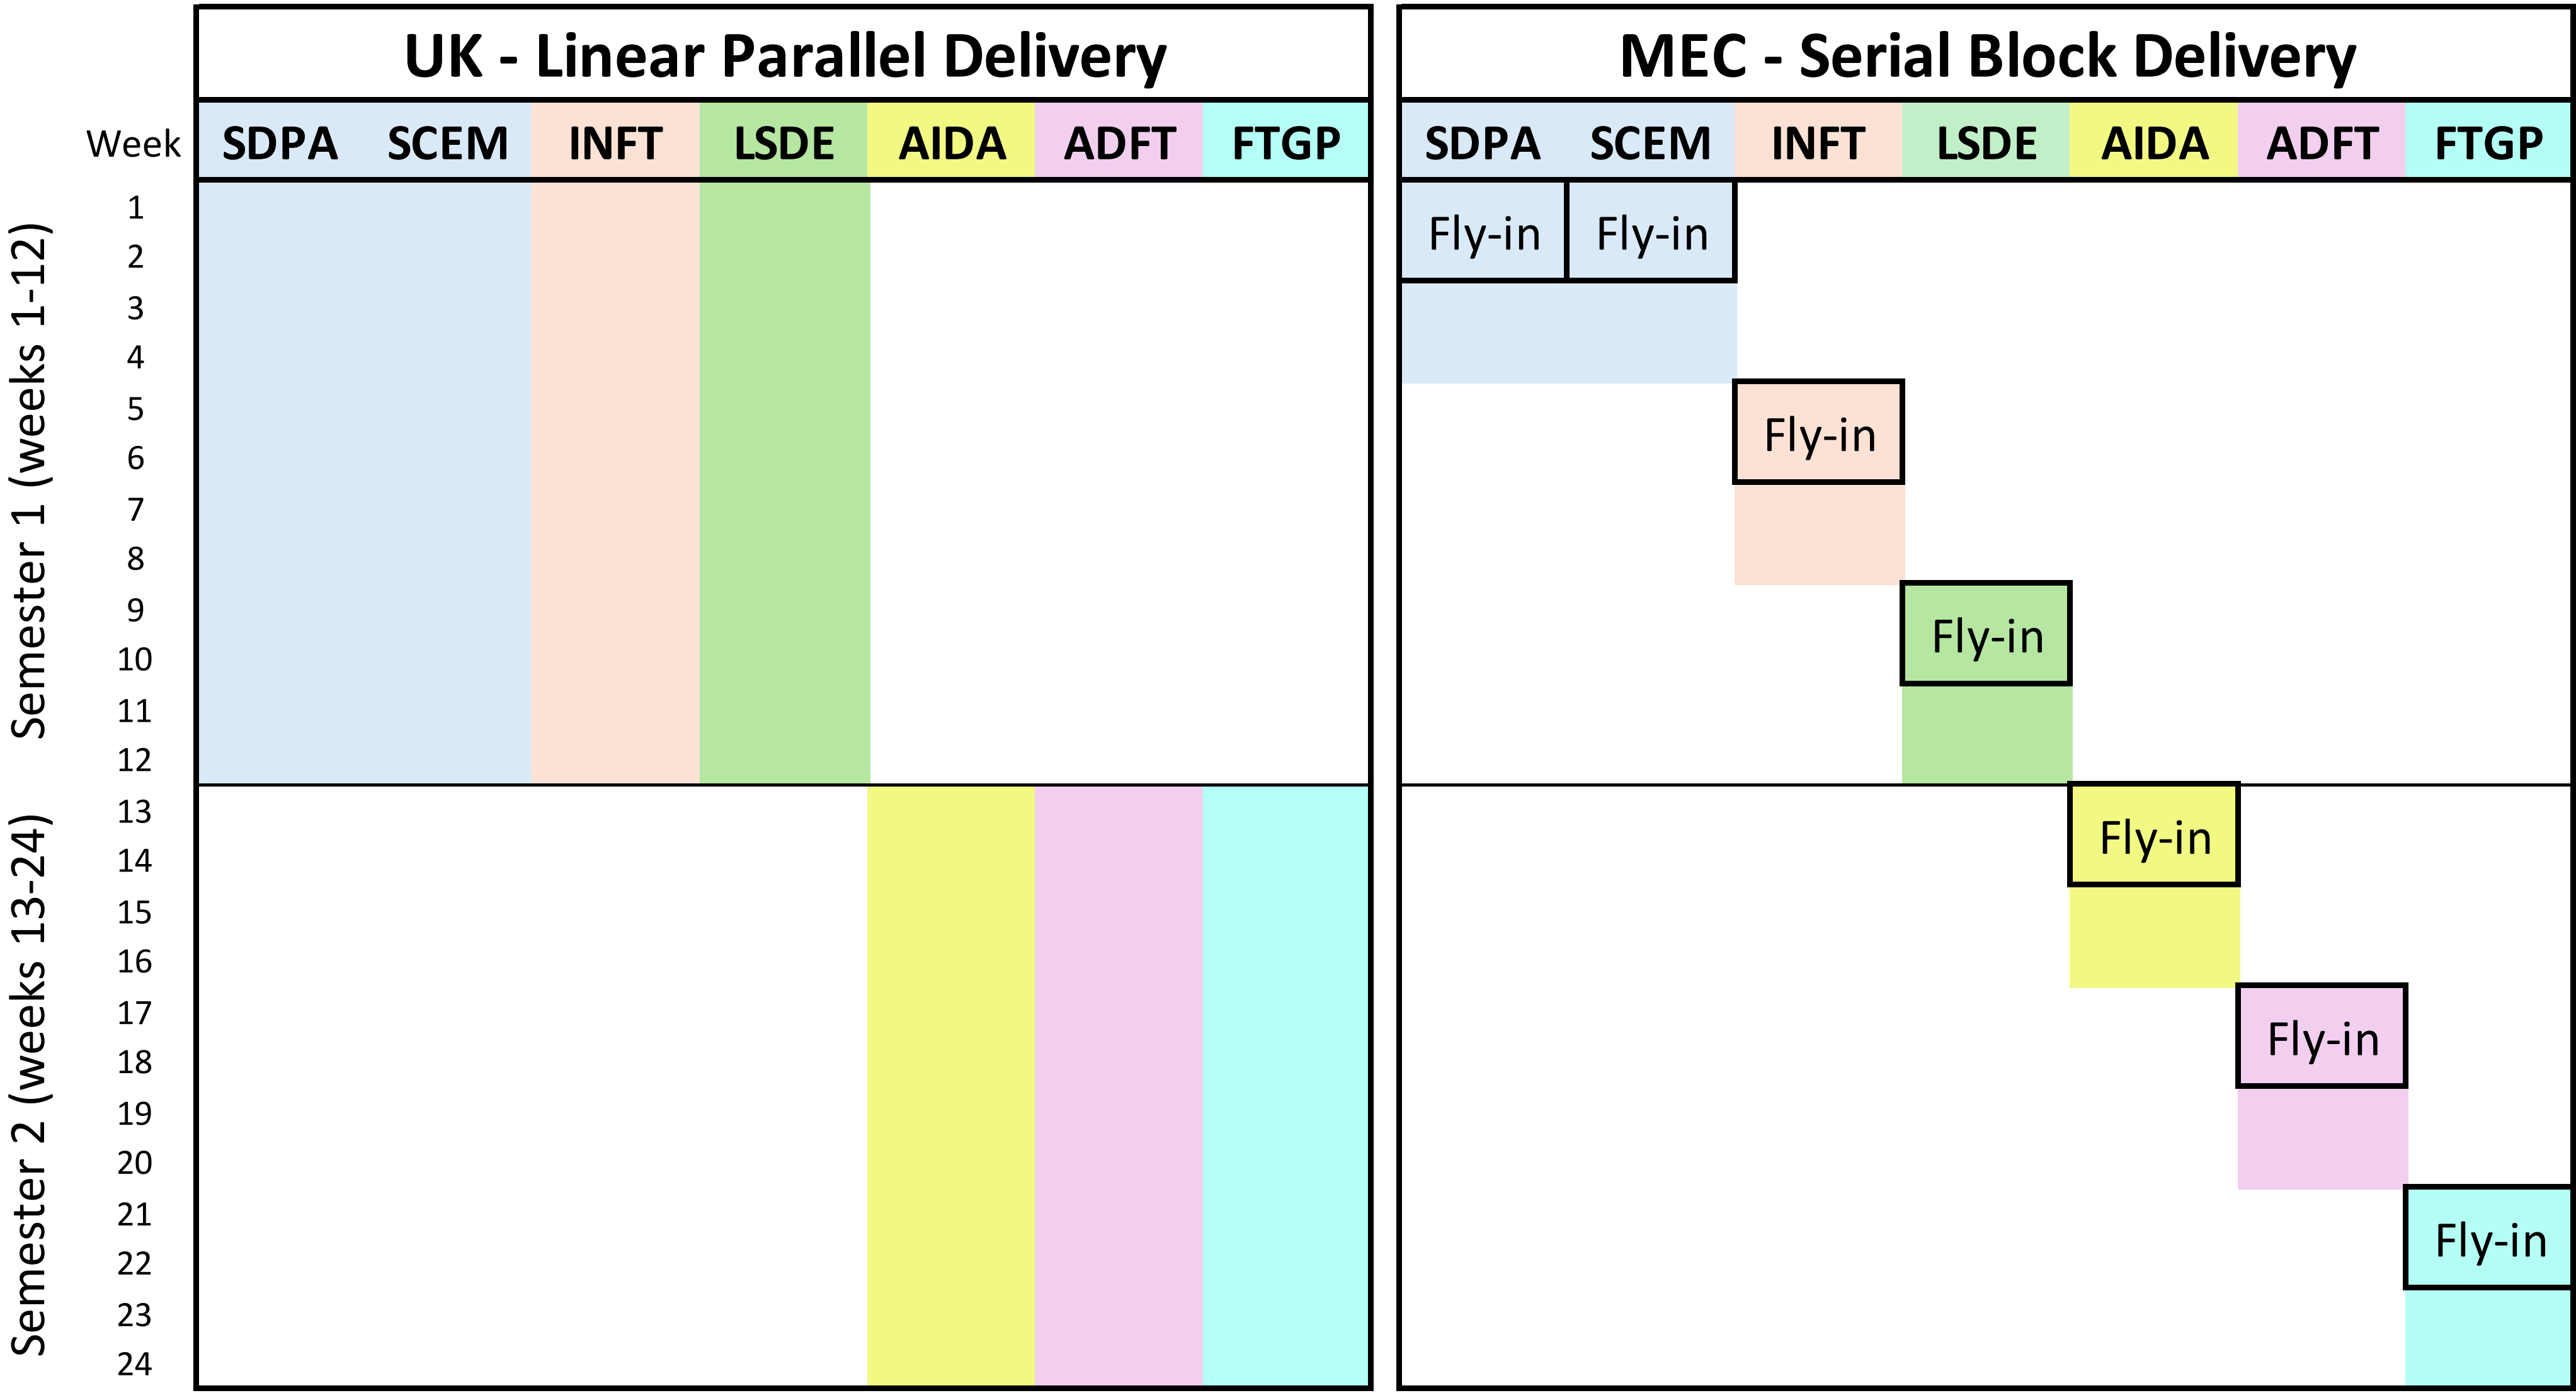 UK - Linear Parallel Delivery
MEC - Serial Block Delivery
Week SDPA SCEM INFT LSDE AIDA ADFT FTGP SDPA SCEM INFT LSDE AIDA ADFT FTGP
Semester 1 (weeks 1-12)
1
Fly-in Fly-in
2
3
4
5
Fly-in
6
7
8
9
Fly-in
10
11
12
Semester 2 (weeks 13-24)
13
Fly-in
14
15
16
17
Fly-in
18
19
20
21
Fly-in
22
23
24